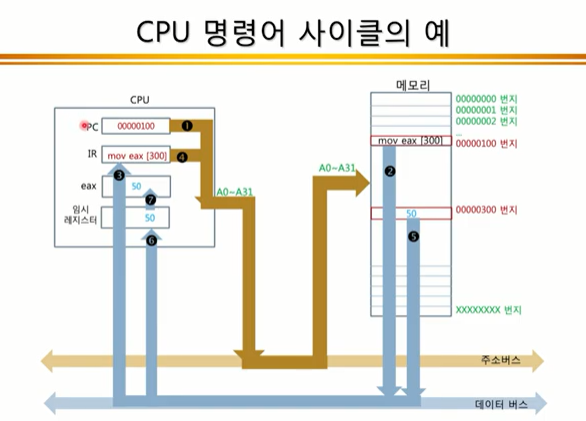 CPU 명령어 사이클의 예
CPU
PC
00000100
❶
IR
mov eax [300]
❹
❸
eax
50
❼
임시
레지스터
50
❻
A0~A31
A0~A31
메모리
00000000 번지
00000001 번지
00000002 번지
...
mov eax [300]
00000100 번지
❷
50
00000300 번지
❺
XXXXXXXX 번지
주소버스
데이터 버스